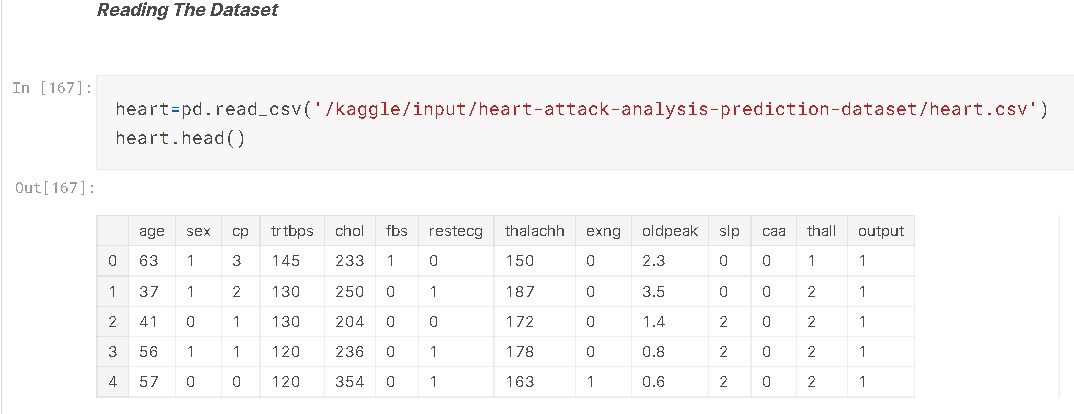 Reading The Dataset
In [167]:
heart=pd.read_csv('/kaggle/input/heart-attack-analysis-prediction-dataset/heart.csv')
heart.head()
Out[167]:
age sex cp trtbps chol fbs restecg thalachh exng oldpeak slp caa thall output
0 63 1 3 145 233 1 0 150 0 2.3 0 0 1 1
1 37 1 2 130 250 0 1 187 0 3.5 0 0 2 1
2 41 0 1 130 204 0 0 172 0 1.4 2 0 2 1
3 56 1 1 120 236 0 1 178 0 0.8 2 0 2 1
4 57 0 0 120 354 0 1 163 1 0.6 2 0 2 1